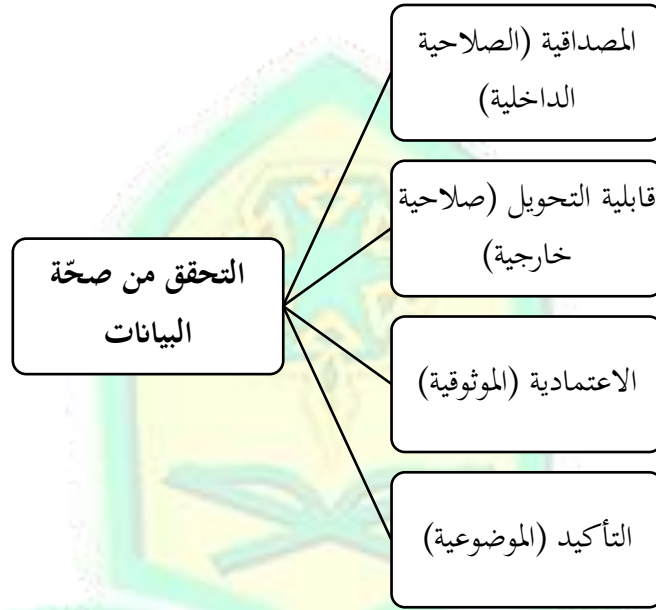 المصداقية (الصلاحية
الداخلية)
قابلية التحويل (صلاحية
خارجية)
التحقق من صحّة
البيانات
الاعتمادية (الموثوقية)
التأكيد (الموضوعية)